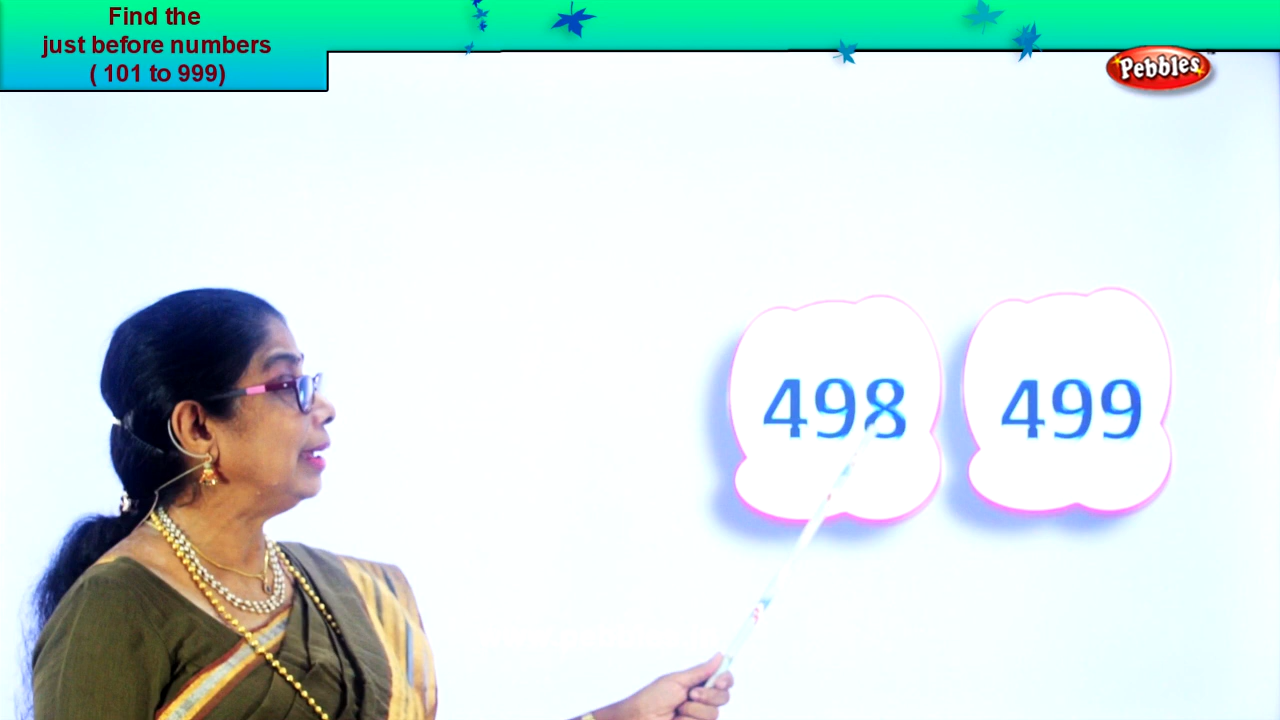 Find the
just before numbers
( 101 to 999)
Pebbles
498 499